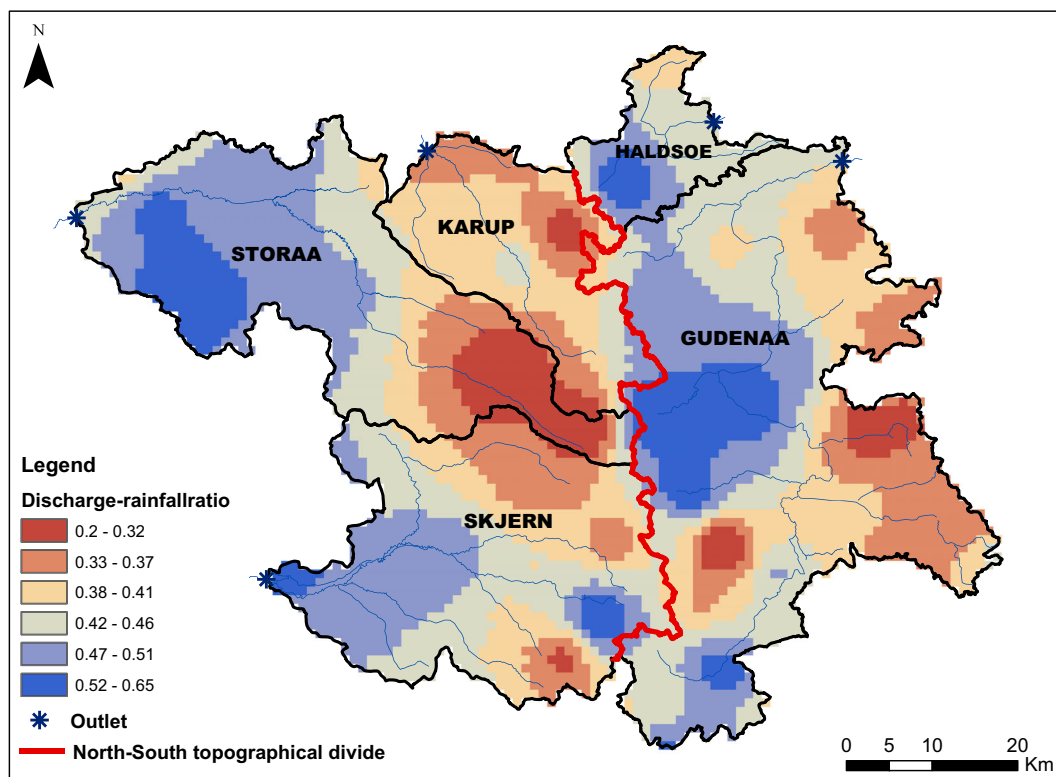 N
HALDSOE
KARUP
STORAA
GUDENAA
SKJERN
Legend
Discharge-rainfallratio
0.2 - 0.32
0.33 - 0.37
0.38 - 0.41
0.42 - 0.46
0.47 - 0.51
0.52 - 0.65
Outlet
North-South topographical divide
0 5 10 20
Km